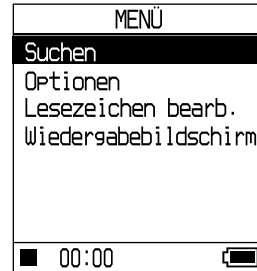 MENÜ
Suchen
Optionen
Lesezeichen bearb.
Wiedergabebildschirm
00:00